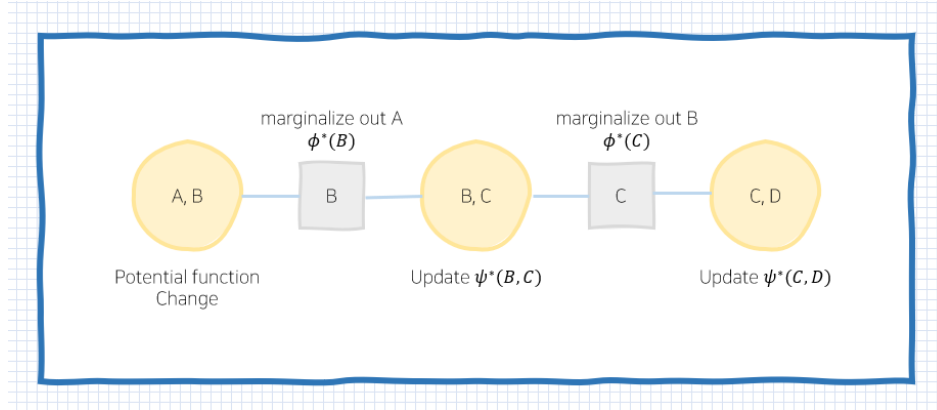 marginalize out A
ϕ*(B)
marginalize out B
ϕ*(C)
A, B
B
B, C
C
C, D
Potential function
Change
Update ψ*(B, C)
Update ψ*(C, D)